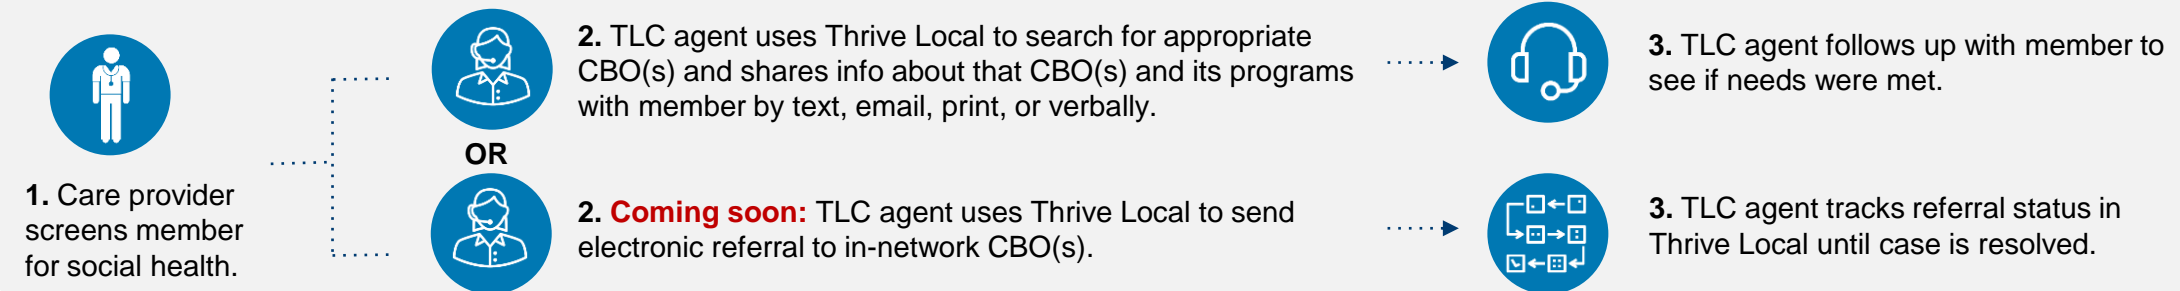 1. Care provider
screens member
for social health.
2. TLC agent uses Thrive Local to search for appropriate
CBO(s) and shares info about that CBO(s) and its programs
with member by text, email, print, or verbally.
3. TLC agent follows up with member to
see if needs were met.
OR
2. Coming soon: TLC agent uses Thrive Local to send
electronic referral to in-network CBO(s).
3. TLC agent tracks referral status in
Thrive Local until case is resolved.